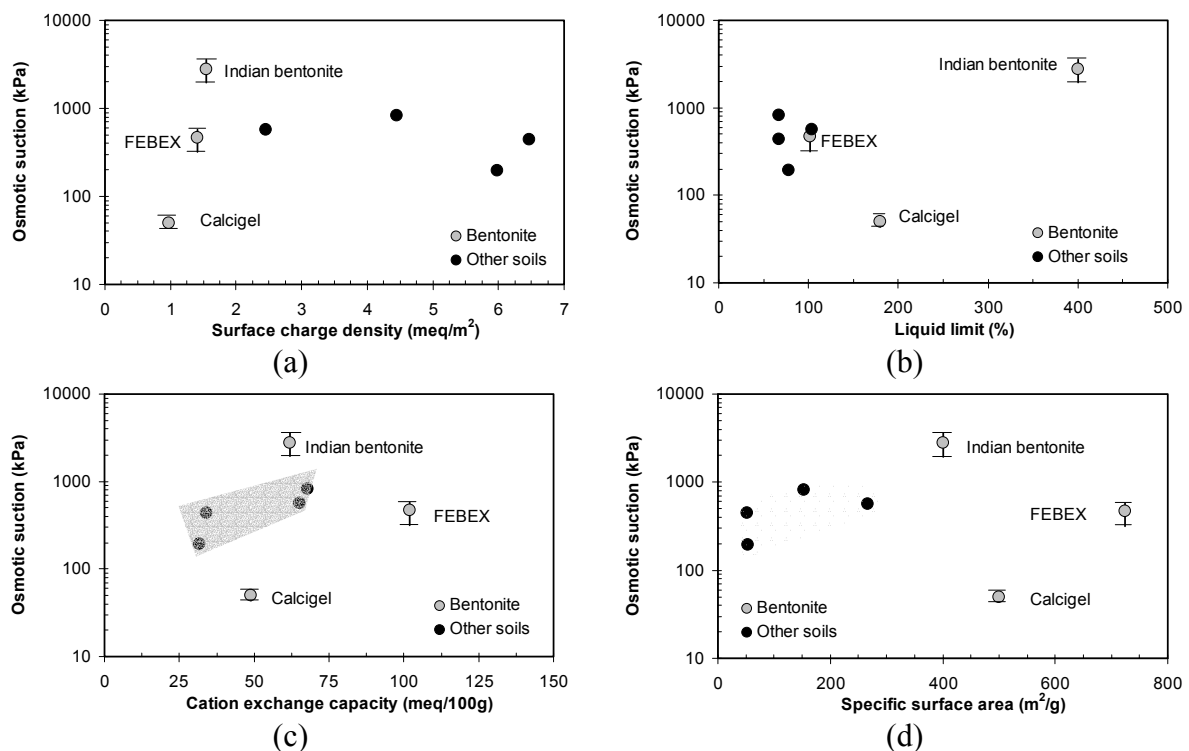 10000
1000
100
10
Osmotic suction (kPa)
Indian bentonite
FEBEX
Calcigel
Bentonite
Other soils
0 1 2 3 4 5 6 7
Surface charge density (meq/m²)
(a)
10000
1000
100
10
Osmotic suction (kPa)
Indian bentonite
FEBEX
Calcigel
Bentonite
Other soils
0 100 200 300 400 500
Liquid limit (%)
(b)
10000
1000
100
10
Osmotic suction (kPa)
Indian bentonite
FEBEX
Calcigel
Bentonite
Other soils
0 25 50 75 100 125 150
Cation exchange capacity (meq/100g)
(c)
10000
1000
100
10
Osmotic suction (kPa)
Indian bentonite
FEBEX
Calcigel
Bentonite
Other soils
0 200 400 600 800
Specific surface area (m²/g)
(d)